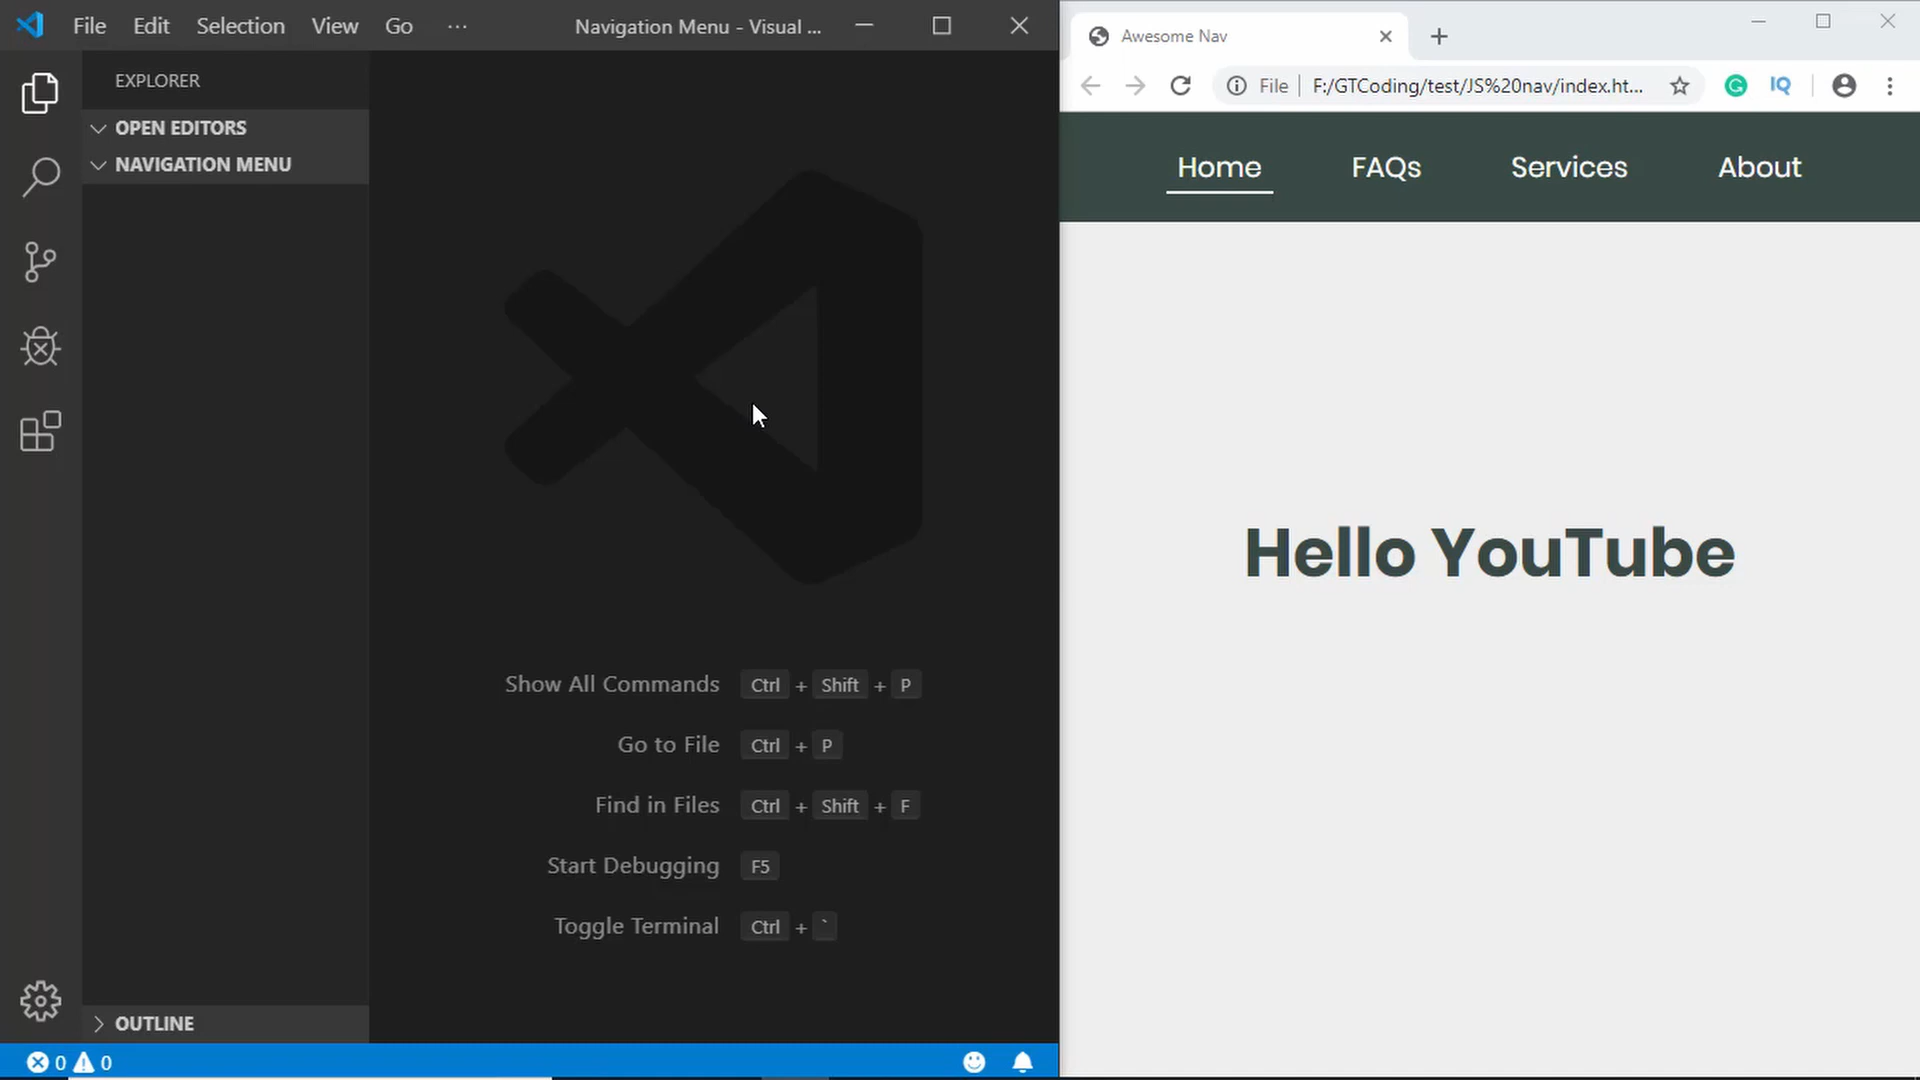 File Edit Selection View Go ··· Navigation Menu - Visual ...
EXPLORER
OPEN EDITORS
NAVIGATION MENU
Show All Commands Ctrl + Shift + P
Go to File Ctrl + P
Find in Files Ctrl + Shift + F
Start Debugging F5
Toggle Terminal Ctrl + `
OUTLINE
0 0
Awesome Nav
File F:/GTCoding/test/JS%20nav/index.ht... IQ
Home FAQs Services About
Hello YouTube